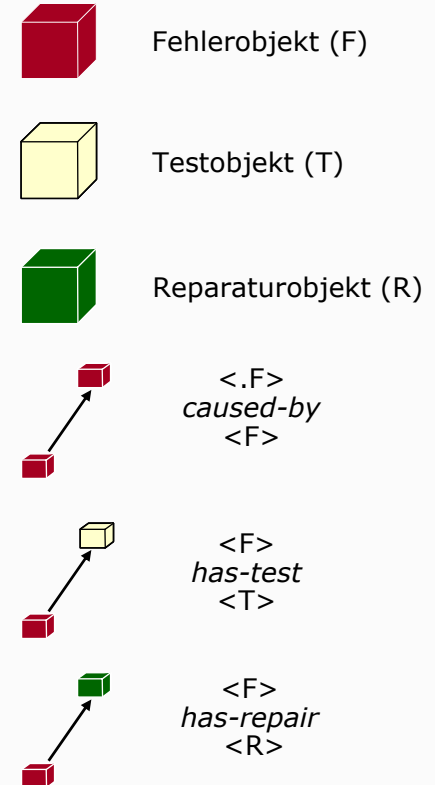 Fehlerobjekt (F)
Testobjekt (T)
Reparaturobjekt (R)
<.F>
caused-by
<F>
<F>
has-test
<T>
<F>
has-repair
<R>